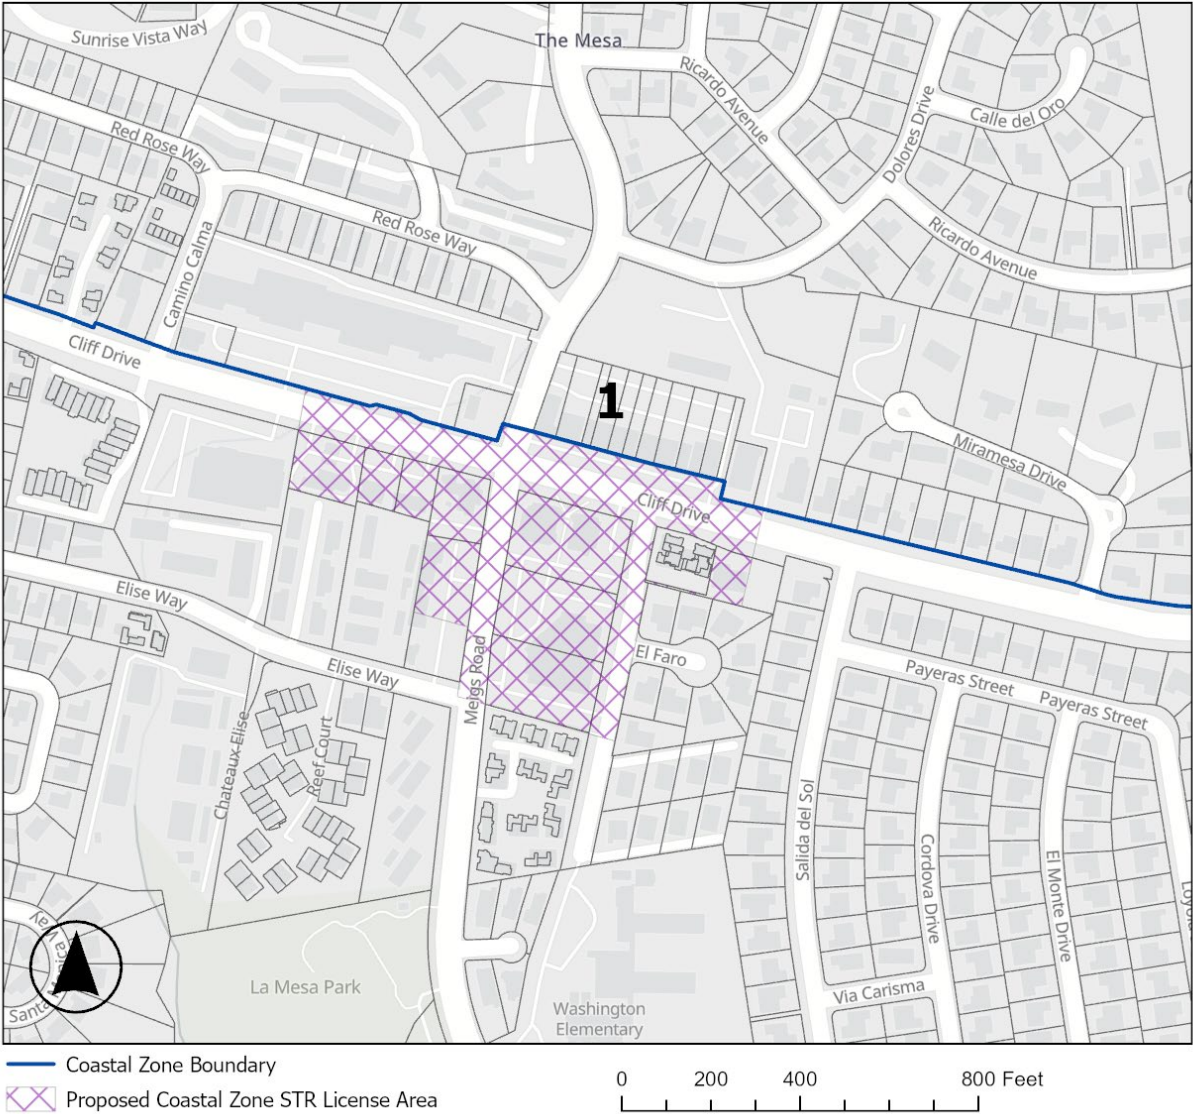 Sunrise Vista Way
The Mesa
Ricardo Avenue
Calle del Oro
Dolores Drive
Red Rose Way
Red Rose Way
Ricardo Avenue
Camino Calma
Cliff Drive
1
Miramesa Drive
Cliff Drive
Elise Way
El Faro
Elise Way
Meigs Road
Payeras Street
Payeras Street
Chateaux Elise
Reef Court
Salida del Sol
Cordova Drive
El Monte Drive
Santa Monica Way
La Mesa Park
Via Carisma
Washington
Elementary
Coastal Zone Boundary
Proposed Coastal Zone STR License Area
0 200 400 800 Feet